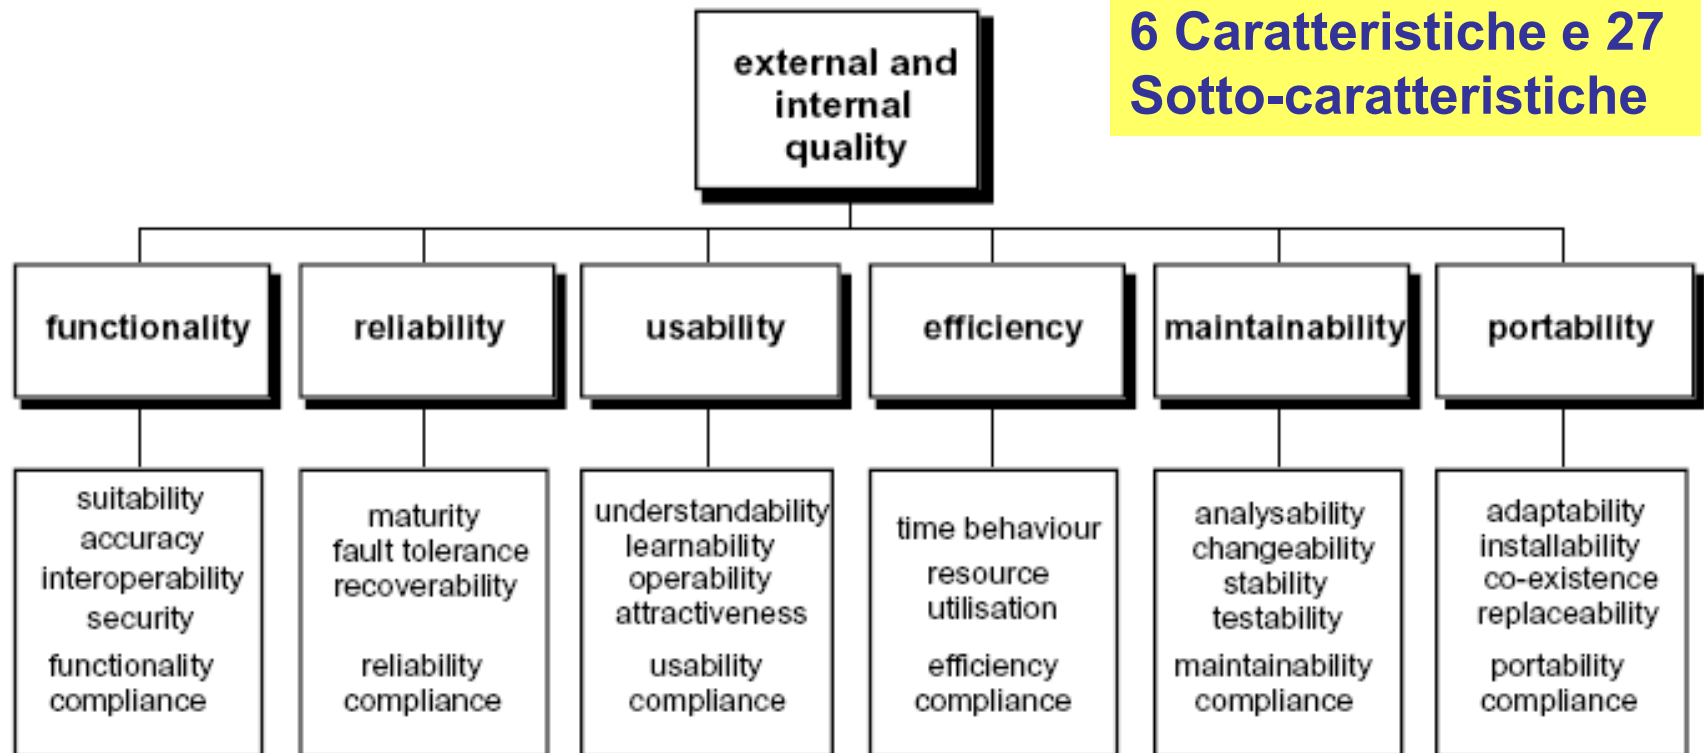 6 Caratteristiche e 27
Sotto-caratteristiche
external and
internal
quality
functionality
reliability
usability
efficiency
maintainability
portability
suitability
accuracy
interoperability
security
functionality
compliance
maturity
fault tolerance
recoverability
reliability
compliance
understandability
learnability
operability
attractiveness
usability
compliance
time behaviour
resource
utilisation
efficiency
compliance
analysability
changeability
stability
testability
maintainability
compliance
adaptability
installability
co-existence
replaceability
portability
compliance